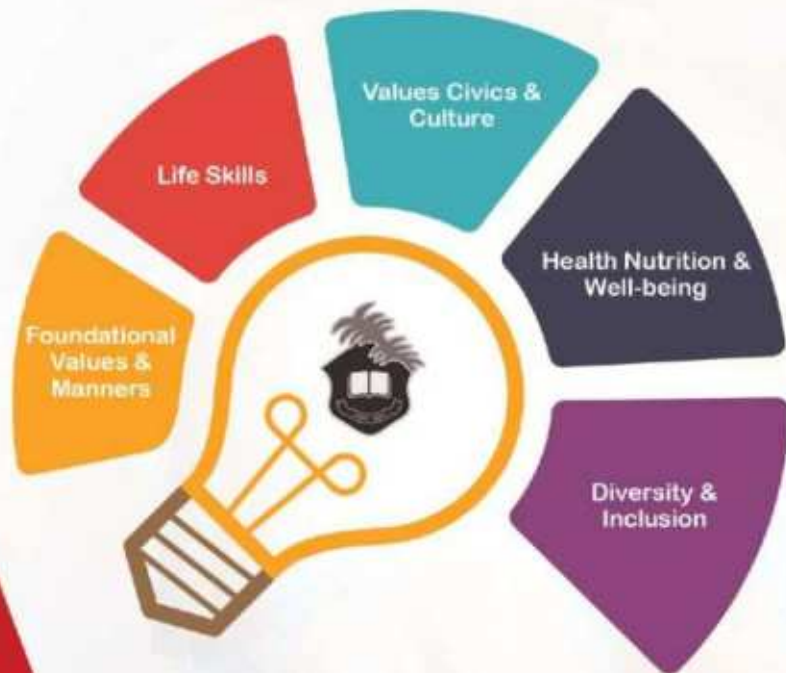 Values Civics &
Culture
Life Skills
Health Nutrition &
Well-being
Foundational
Values &
Manners
Diversity &
Inclusion